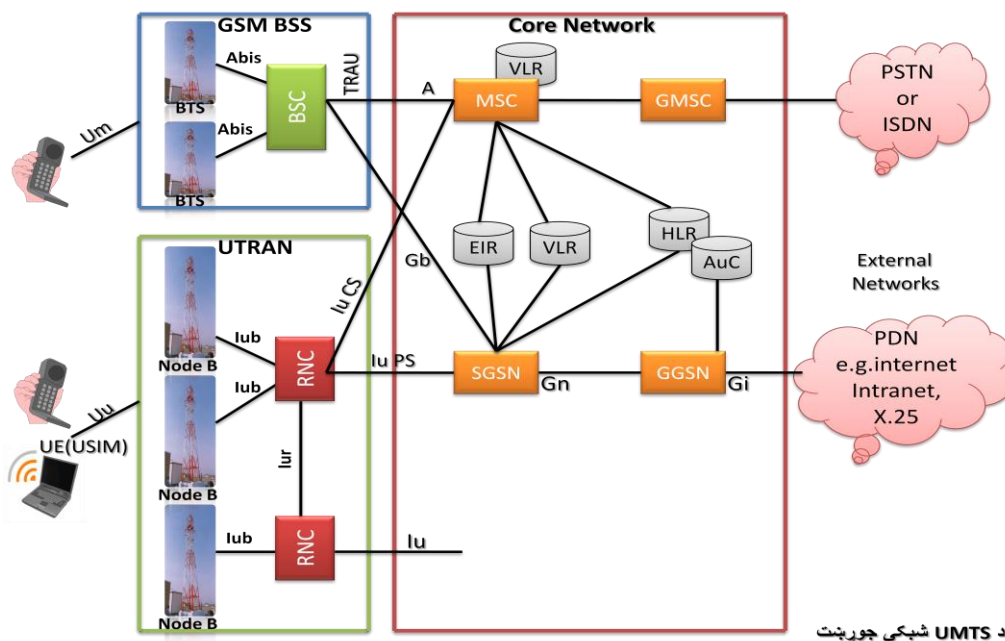 GSM BSS
Core Network
Abis
TRAU
VLR
BSC
A
MSC
GMSC
PSTN
or
ISDN
BTS
Abis
Um
BTS
UTRAN
EIR
VLR
HLR
AuC
Gb
Iu CS
External
Networks
Iub
Node B
RNC
Iu PS
SGSN
Gn
GGSN
Gi
PDN
e.g.internet
Intranet,
X.25
Iub
Uu
UE(USIM)
Iur
Node B
Iub
RNC
Iu
Node B
د UMTS شبکې جوړښت